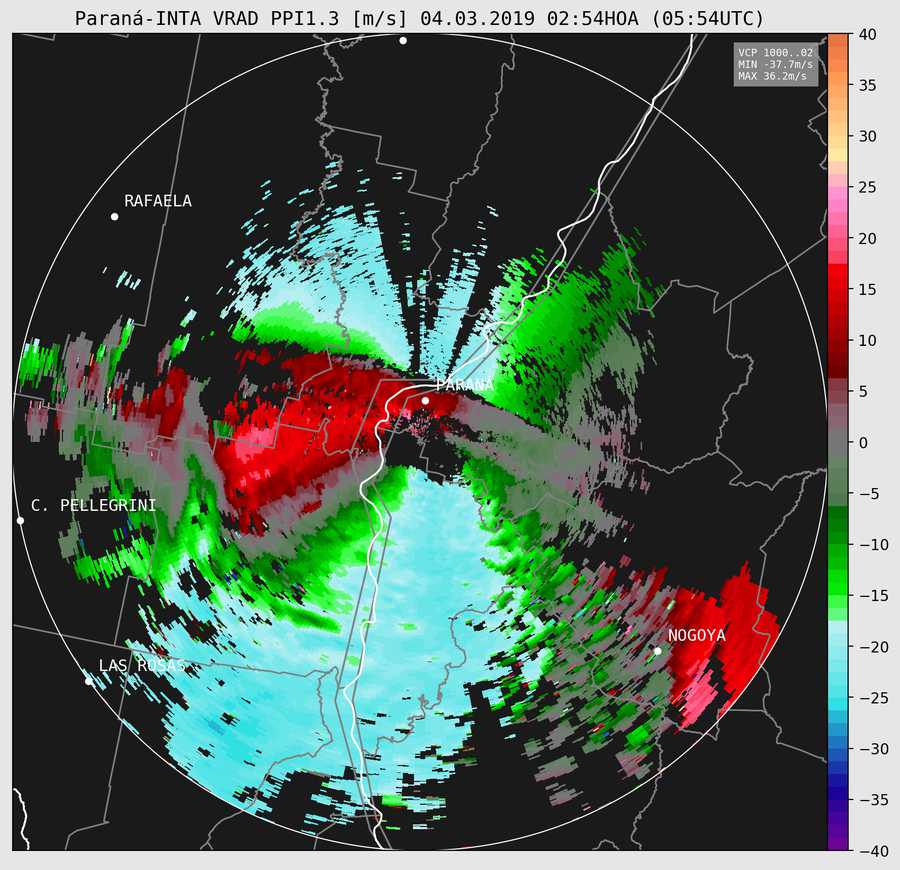 Paraná-INTA VRAD PPI1.3 [m/s] 04.03.2019 02:54HOA (05:54UTC)
VCP 1000..02
MIN -37.7m/s
MAX 36.2m/s
RAFAELA
PARANÁ
C. PELLEGRINI
NOGOYA
LAS ROSAS
40
35
30
25
20
15
10
5
0
−5
−10
−15
−20
−25
−30
−35
−40